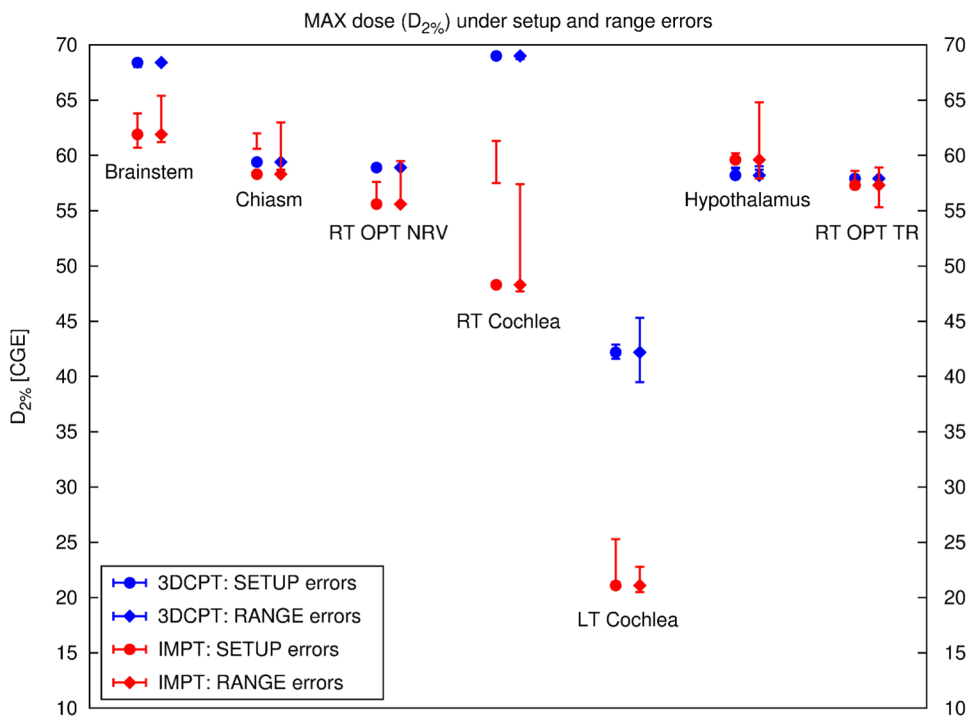 MAX dose (D2%) under setup and range errors
70 70
65 65
60 60
55 55
50 50
45 45
40 40
35 35
30 30
25 25
20 20
15 15
10 10
D2% [CGE]
Brainstem
Chiasm
RT OPT NRV
RT Cochlea
LT Cochlea
Hypothalamus
RT OPT TR
3DCPT: SETUP errors
3DCPT: RANGE errors
IMPT: SETUP errors
IMPT: RANGE errors